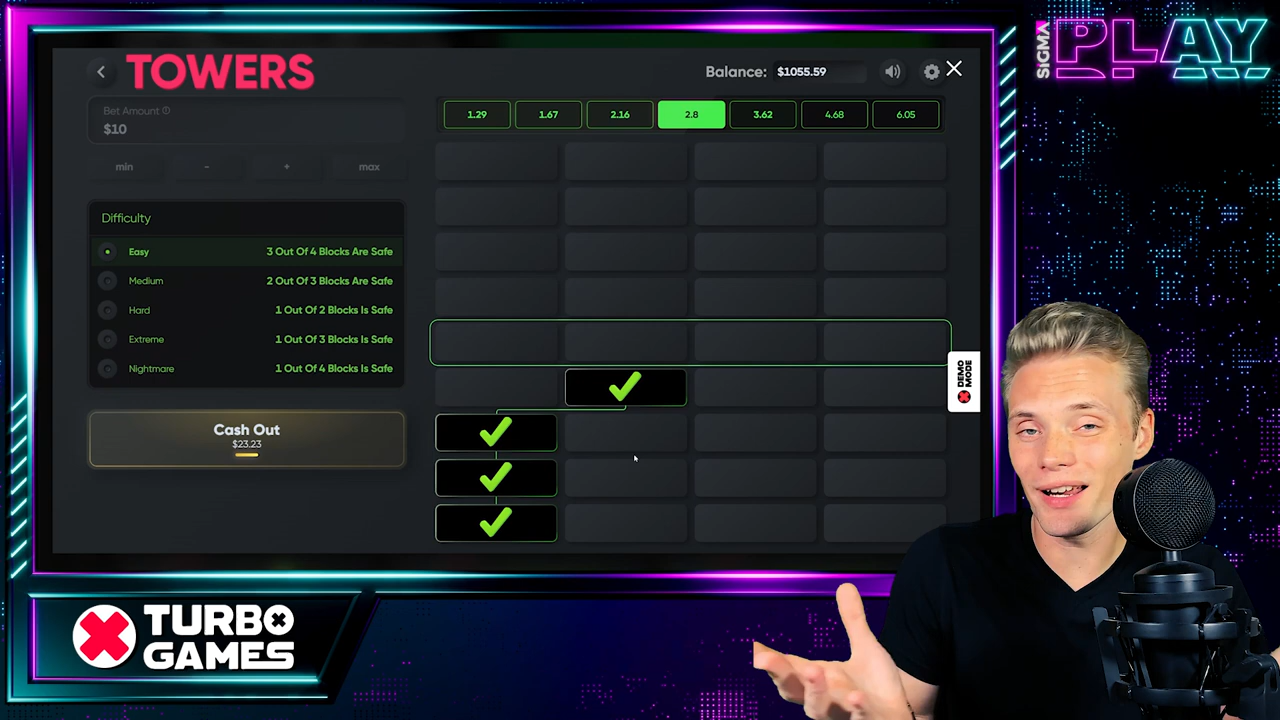 SiGMA PLAY
TOWERS
Balance: $1055.59
Bet Amount
$10
min - + max
1.29 1.67 2.16 2.8 3.62 4.68 6.05
Difficulty
Easy 3 Out Of 4 Blocks Are Safe
Medium 2 Out Of 3 Blocks Are Safe
Hard 1 Out Of 2 Blocks Is Safe
Extreme 1 Out Of 3 Blocks Is Safe
Nightmare 1 Out Of 4 Blocks Is Safe
Cash Out
$23.23
DEMO
MODE
TURBO
GAMES